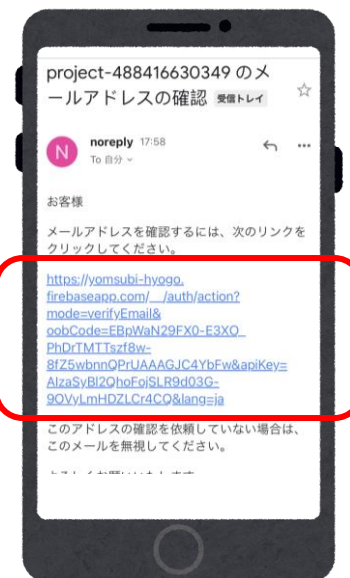 project-488416630349 のメ
ールアドレスの確認 受信トレイ
N
noreply 17:58
To 自分
お客様
メールアドレスを確認するには、次のリンクを
クリックしてください。
https://yomsubi-hyogo.
firebaseapp.com/__/auth/action?
mode=verifyEmail&
oobCode=EBpWaN29FX0-E3XO_
PhDrTMTTszf8w-
8fZ5wbnnQPrUAAAGJC4YbFw&apiKey=
AIzaSyBl2QhoFojSLR9d03G-
9OVyLmHDZLCr4CQ&lang=ja
このアドレスの確認を依頼していない場合は、
このメールを無視してください。